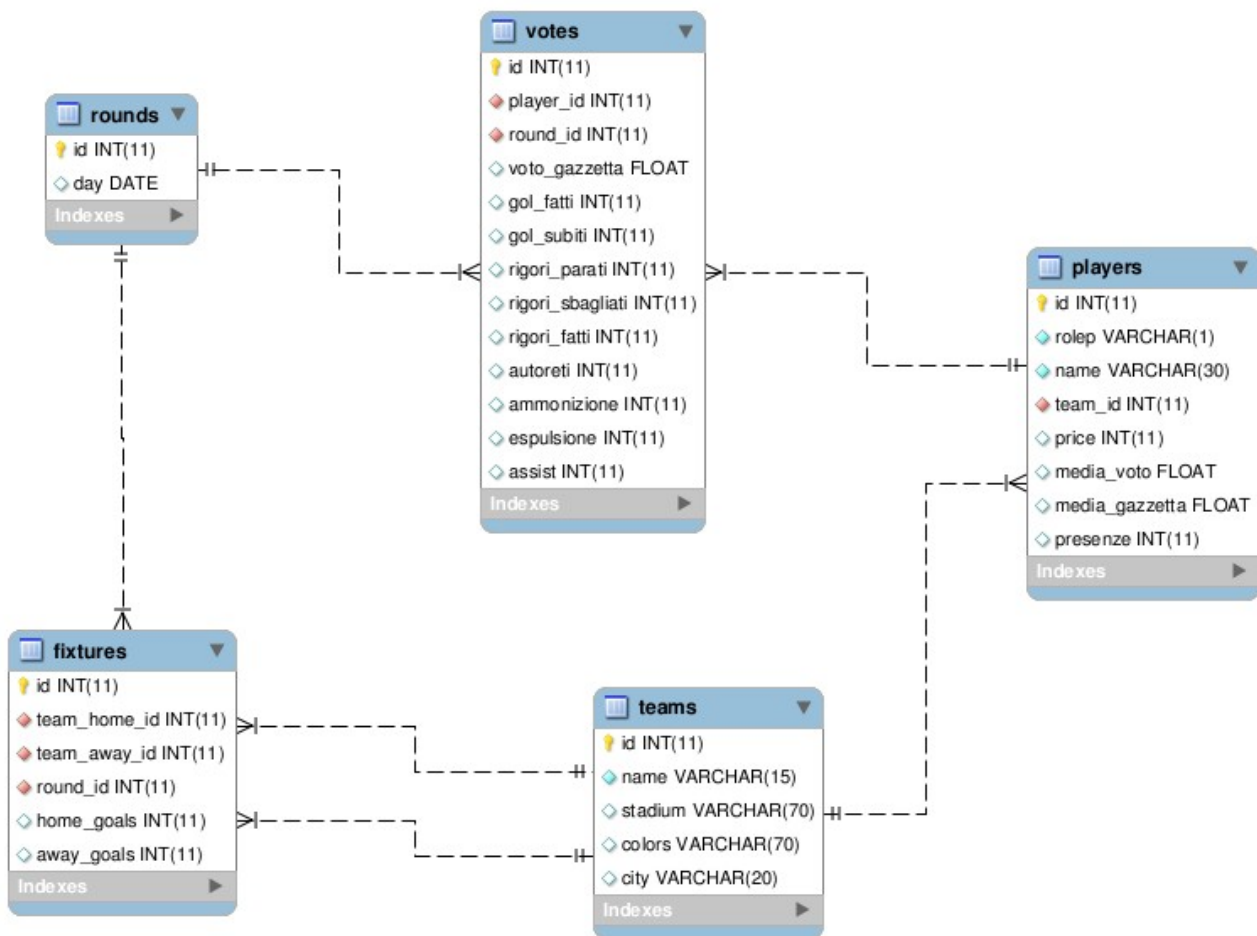 votes
id INT(11)
player_id INT(11)
round_id INT(11)
voto_gazzetta FLOAT
gol_fatti INT(11)
gol_subiti INT(11)
rigori_parati INT(11)
rigori_sbagliati INT(11)
rigori_fatti INT(11)
autoreti INT(11)
ammonizione INT(11)
espulsione INT(11)
assist INT(11)
Indexes
rounds
id INT(11)
day DATE
Indexes
players
id INT(11)
rolep VARCHAR(1)
name VARCHAR(30)
team_id INT(11)
price INT(11)
media_voto FLOAT
media_gazzetta FLOAT
presenze INT(11)
Indexes
fixtures
id INT(11)
team_home_id INT(11)
team_away_id INT(11)
round_id INT(11)
home_goals INT(11)
away_goals INT(11)
Indexes
teams
id INT(11)
name VARCHAR(15)
stadium VARCHAR(70)
colors VARCHAR(70)
city VARCHAR(20)
Indexes